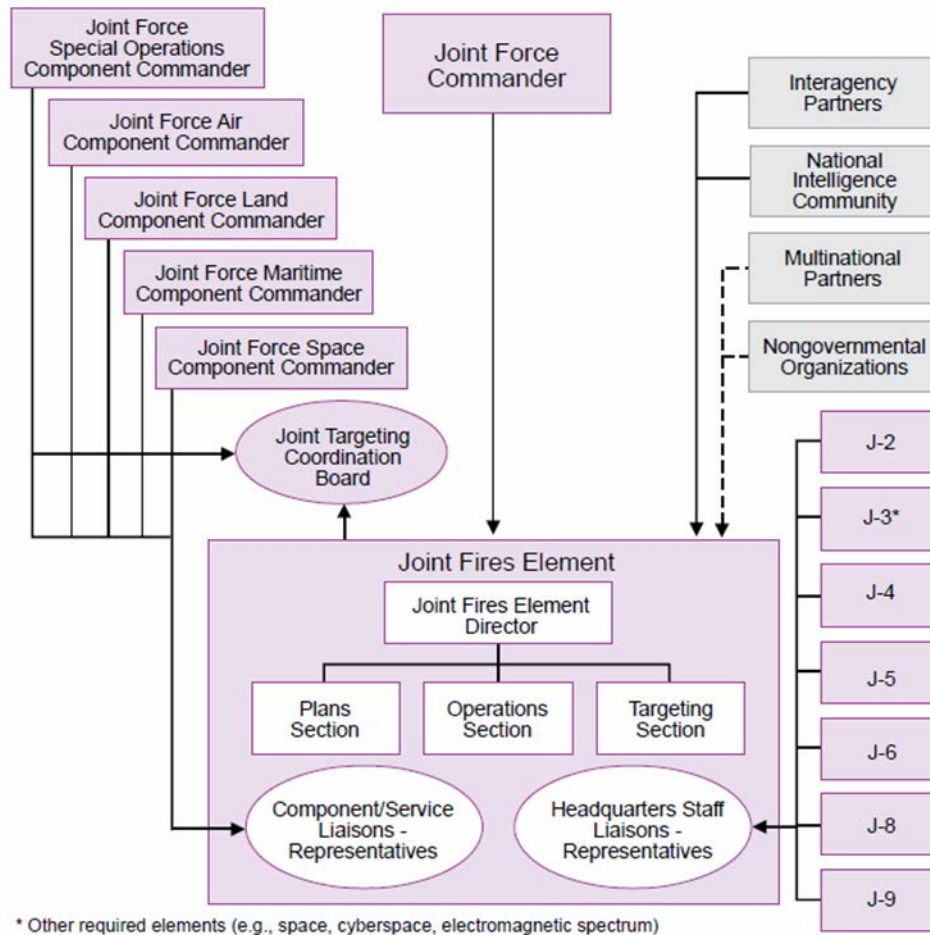 Joint Force
Special Operations
Component Commander
Joint Force
Commander
Joint Force Air
Component Commander
Joint Force Land
Component Commander
Joint Force Maritime
Component Commander
Joint Force Space
Component Commander
Interagency
Partners
National
Intelligence
Community
Multinational
Partners
Nongovernmental
Organizations
Joint Targeting
Coordination
Board
J-2
J-3*
J-4
J-5
J-6
J-8
J-9
Joint Fires Element
Joint Fires Element
Director
Plans
Section
Operations
Section
Targeting
Section
Component/Service
Liaisons -
Representatives
Headquarters Staff
Liaisons -
Representatives
* Other required elements (e.g., space, cyberspace, electromagnetic spectrum)